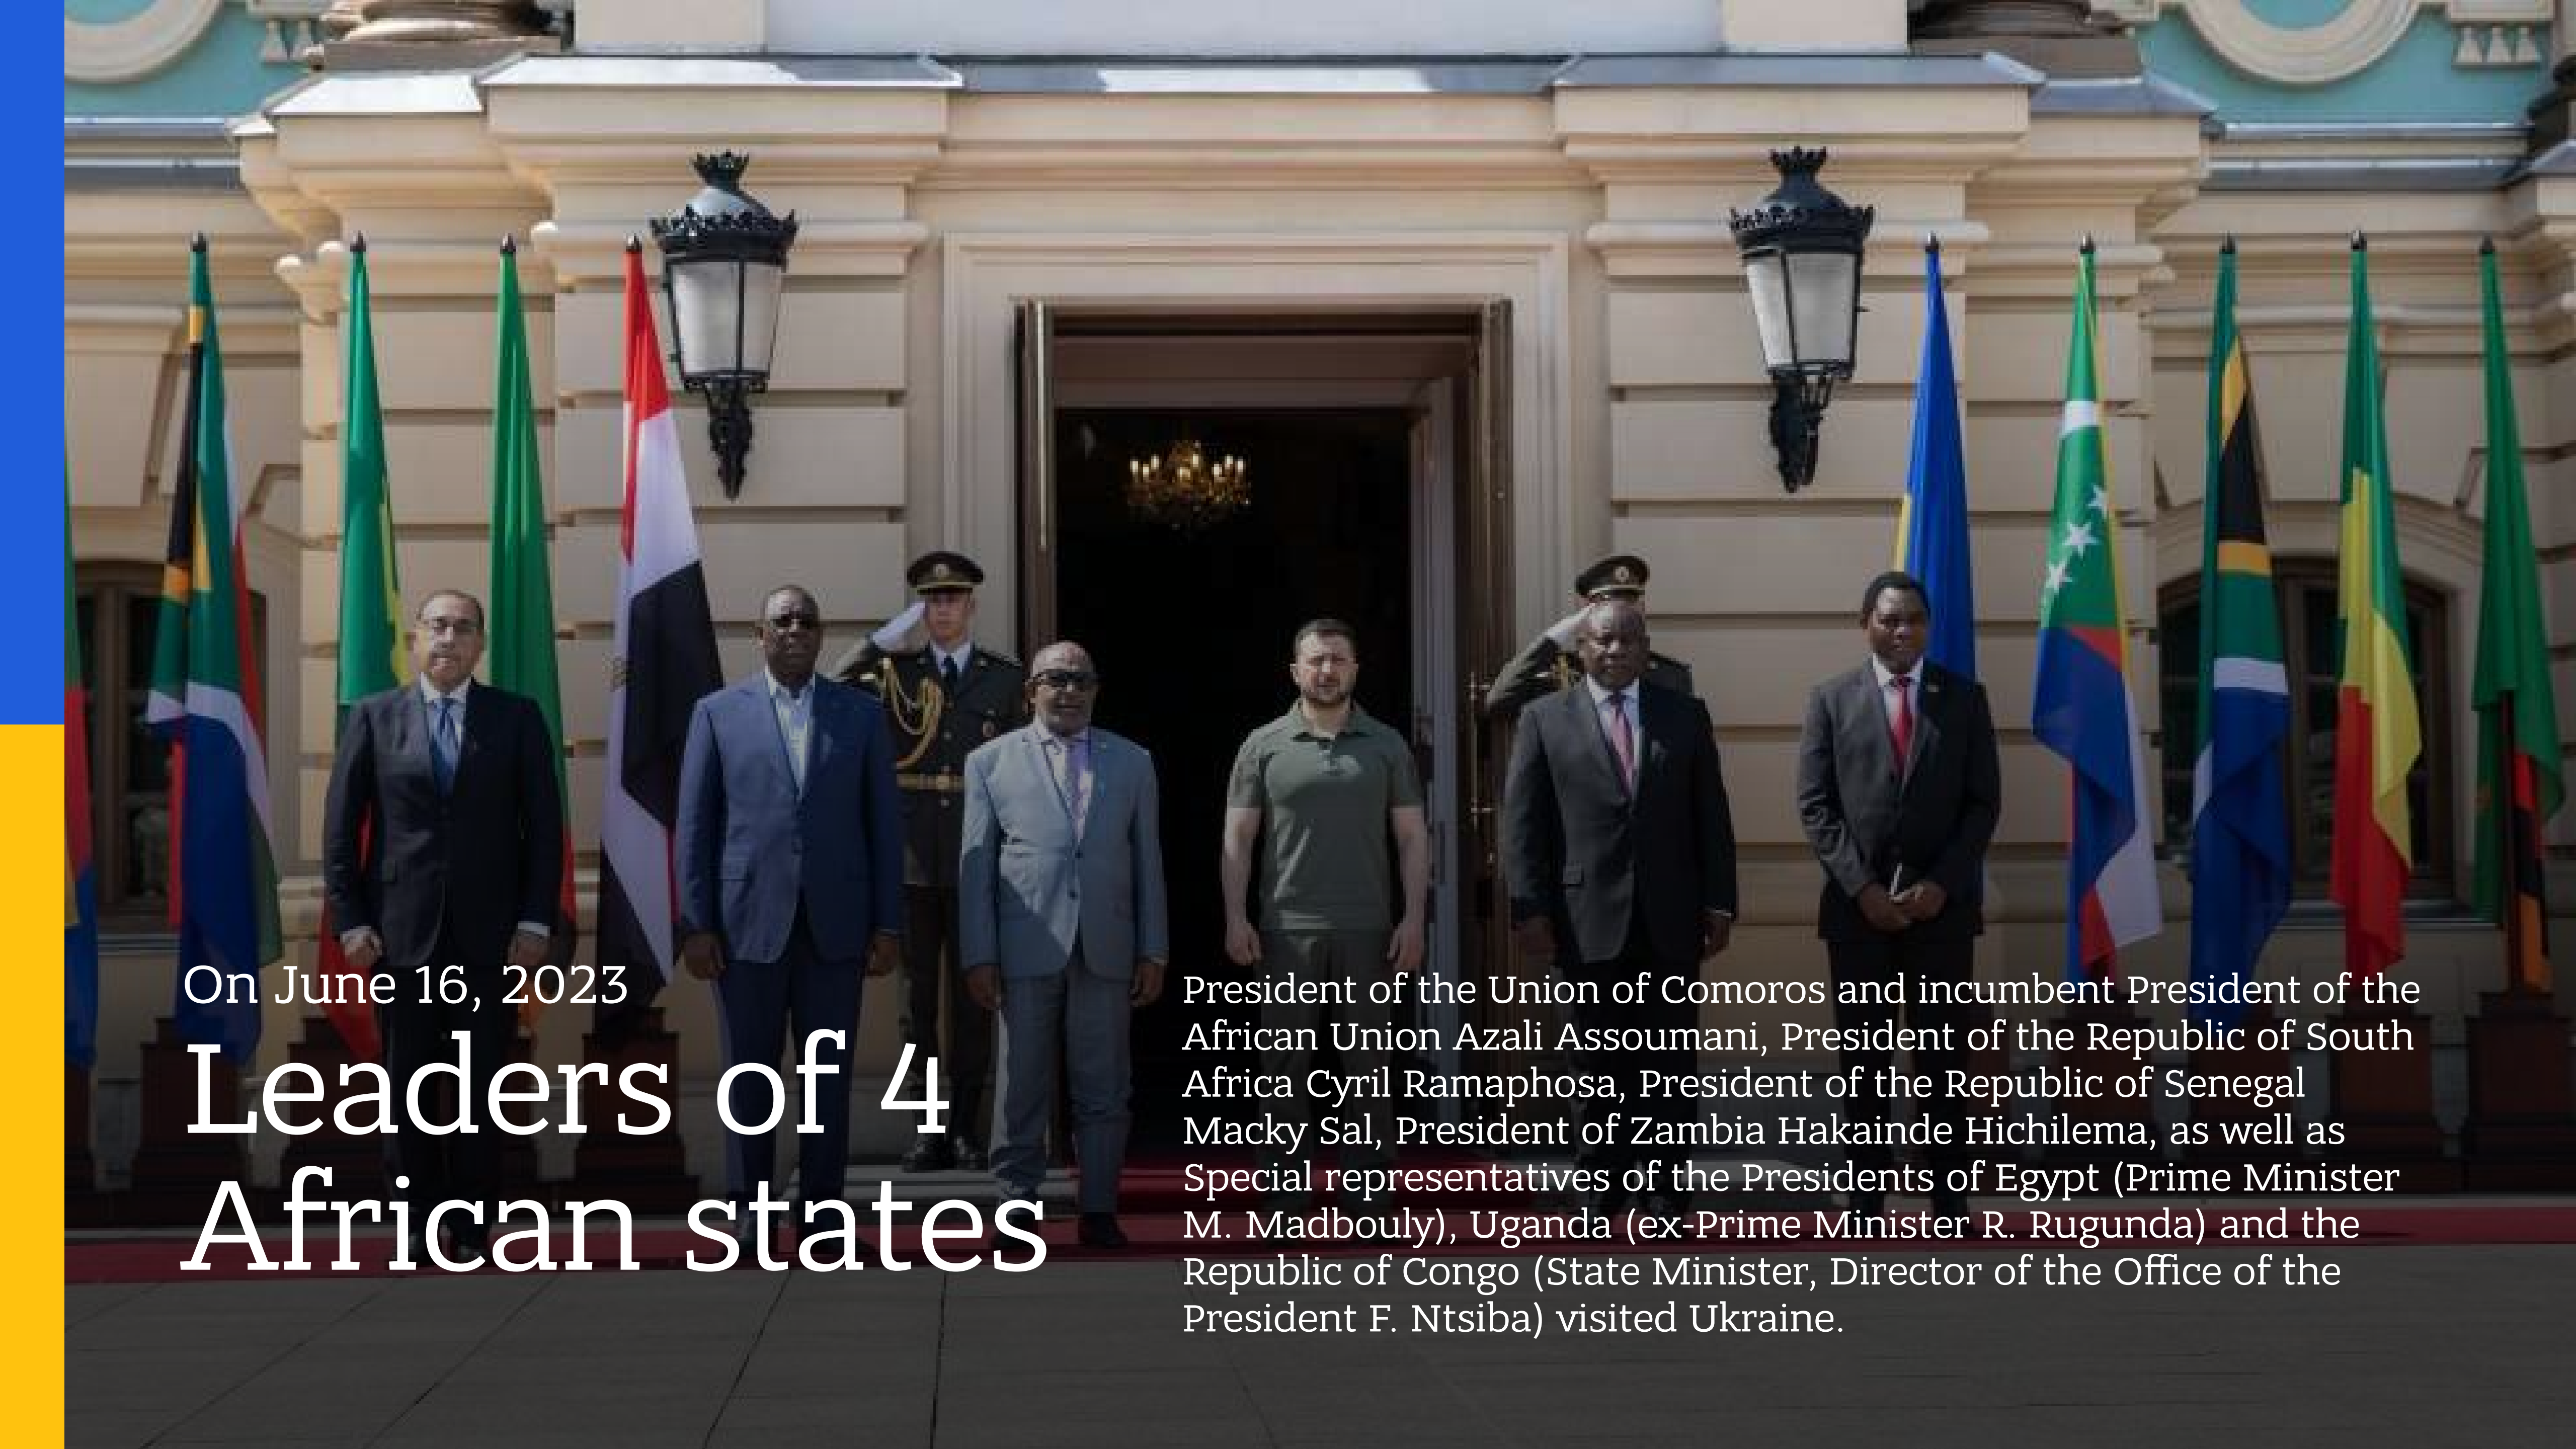 On June 16, 2023
Leaders of 4
African states
President of the Union of Comoros and incumbent President of the
African Union Azali Assoumani, President of the Republic of South
Africa Cyril Ramaphosa, President of the Republic of Senegal
Macky Sal, President of Zambia Hakainde Hichilema, as well as
Special representatives of the Presidents of Egypt (Prime Minister
M. Madbouly), Uganda (ex-Prime Minister R. Rugunda) and the
Republic of Congo (State Minister, Director of the Office of the
President F. Ntsiba) visited Ukraine.